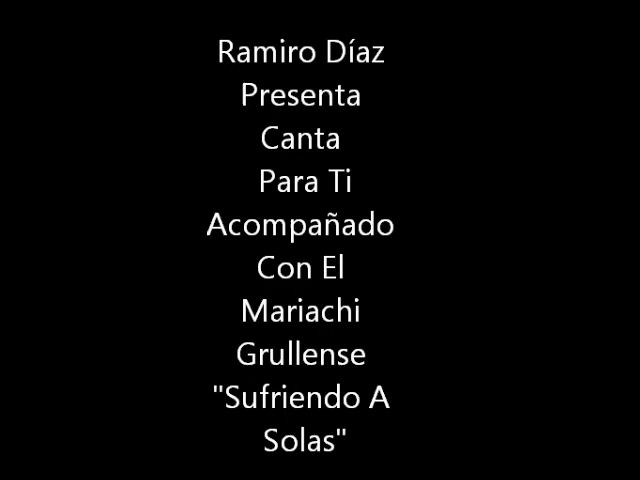 Ramiro Díaz
Presenta
Canta
Para Ti
Acompañado
Con El
Mariachi
Grullense
"Sufriendo A
Solas"